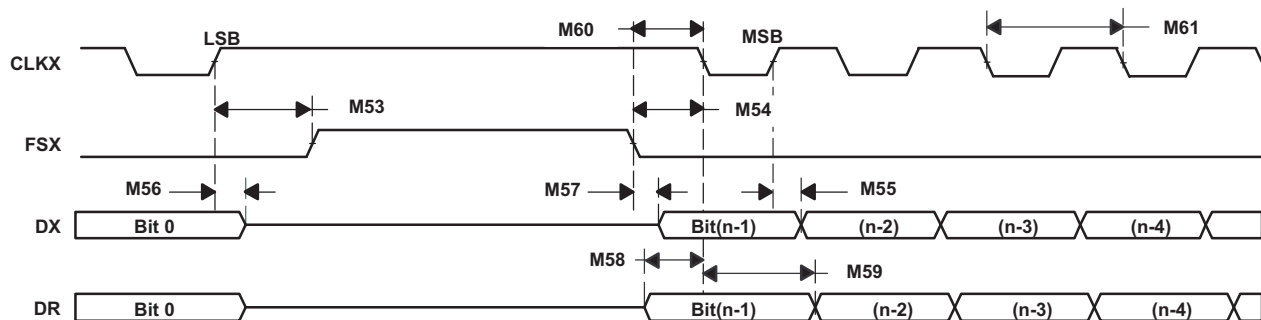 M60
M61
LSB
MSB
CLKX
M53
M54
FSX
M56
M57
M55
DX
Bit 0
Bit(n-1)
(n-2)
(n-3)
(n-4)
M58
M59
DR
Bit 0
Bit(n-1)
(n-2)
(n-3)
(n-4)